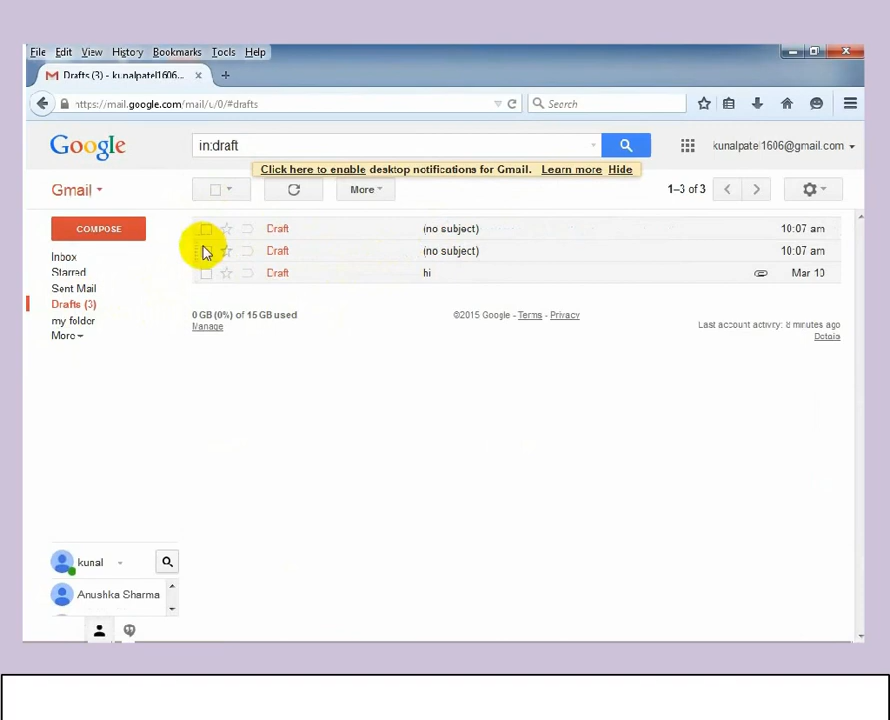 File Edit View History Bookmarks Tools Help
Drafts (3) - kunalpatel1606... × +
https://mail.google.com/mail/u/0/#drafts Search
Google in:draft kunalpatel1606@gmail.com
Click here to enable desktop notifications for Gmail. Learn more Hide
Gmail More 1–3 of 3
COMPOSE
Inbox
Starred
Sent Mail
Drafts (3)
my folder
More
Draft (no subject) 10:07 am
Draft (no subject) 10:07 am
Draft hi Mar 10
0 GB (0%) of 15 GB used
Manage
©2015 Google - Terms - Privacy
Last account activity: 8 minutes ago
Details
kunal
Anushka Sharma